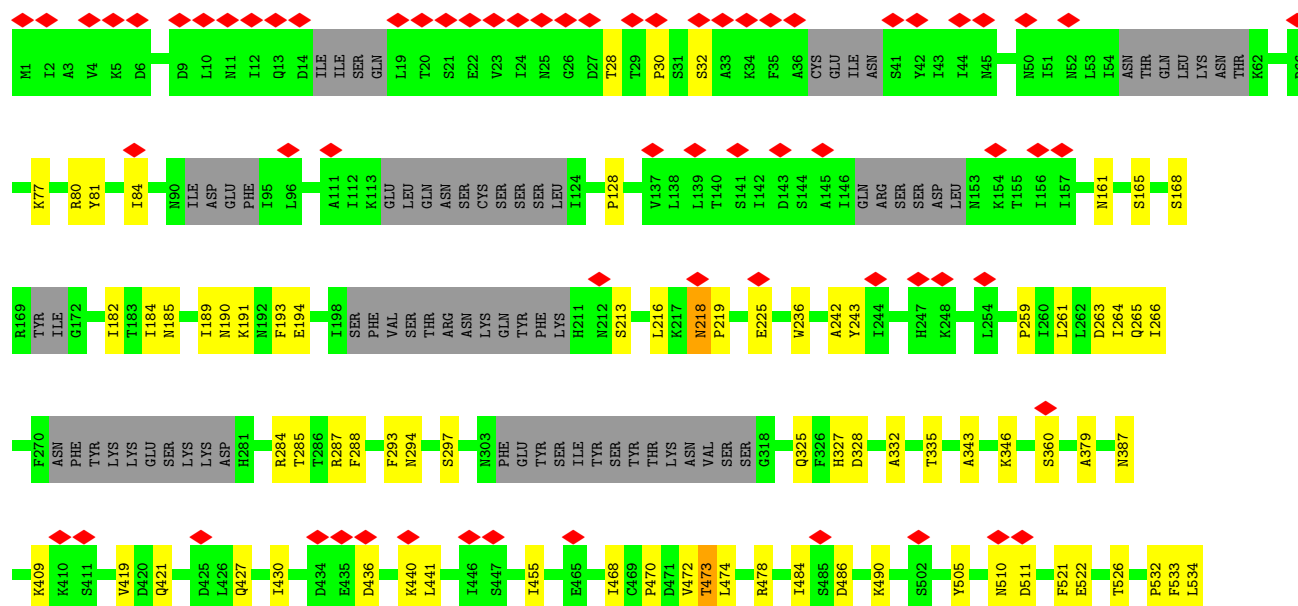 M1 I2 A3 V4 K5 D6 D9 L10 N11 I12 Q13 D14 ILE ILE SER GLN L19 T20 S21 E22 V23 I24 N25 G26 D27 T28 T29 P30 S31 S32 A33 K34 F35 A36 CYS GLU ILE ASN S41 Y42 I43 I44 N45 N50 I51 N52 L53 I54 ASN THR GLN LEU LYS ASN THR K62
K77 R80 Y81 I84 N90 ILE ASP GLU PHE I95 L96 A111 I112 K113 GLU LEU GLN ASN SER CYS SER SER SER LEU I124 P128 V137 L138 L139 T140 S141 I142 D143 S144 A145 I146 GLN ARG SER SER ASP LEU N153 K154 T155 I156 I157 N161 S165 S168
R169 TYR ILE G172 I182 T183 I184 N185 I189 N190 K191 N192 F193 E194 I198 SER PHE VAL SER THR ARG ASN LYS GLN TYR PHE LYS H211 N212 S213 L216 K217 N218 P219 E225 W236 A242 Y243 I244 H247 K248 L254 P259 I260 L261 L262 D263 I264 Q265 I266
F270 ASN PHE TYR LYS LYS GLU SER LYS LYS ASP H281 R284 T285 T286 R287 F288 F293 N294 S297 N303 PHE GLU TYR SER ILE TYR SER TYR THR LYS ASN VAL SER SER G318 Q325 F326 H327 D328 A332 T335 A343 K346 S360 A379 N387
K409 K410 S411 V419 D420 Q421 D425 L426 Q427 I430 D434 E435 D436 K440 L441 I446 S447 I455 E465 I468 C469 P470 D471 V472 T473 L474 R478 I484 S485 D486 K490 S502 Y505 N510 D511 F521 E522 T526 P532 F533 L534